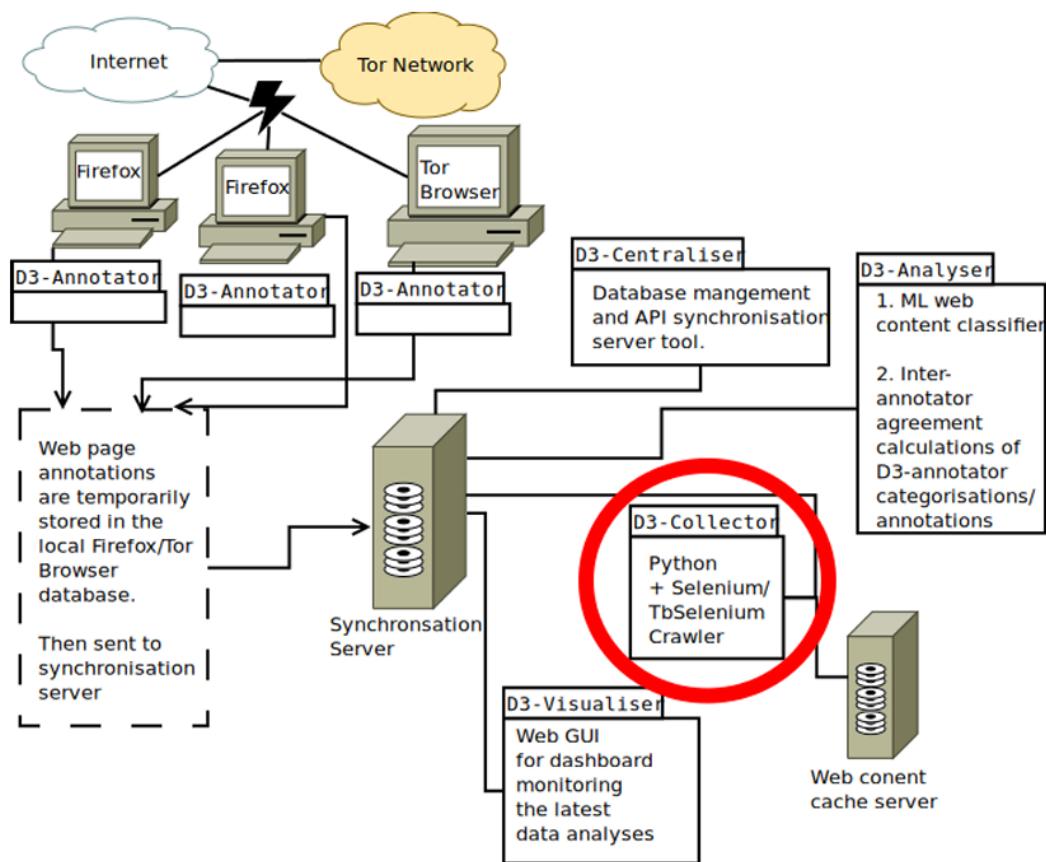 Internet
Tor Network
Firefox
Firefox
Tor
Browser
D3-Annotator
D3-Annotator
D3-Annotator
D3-Centraliser
Database mangement
and API synchronisation
server tool.
D3-Analyser
1. ML web
content classifier
2. Inter-
annotator
agreement
calculations of
D3-annotator
categorisations/
annotations
Web page
annotations
are temporarily
stored in the
local Firefox/Tor
Browser
database.
Then sent to
synchronisation
server
Synchronsation
Server
D3-Collector
Python
+ Selenium/
TbSelenium
Crawler
D3-Visualiser
Web GUI
for dashboard
monitoring
the latest
data analyses
Web conent
cache server